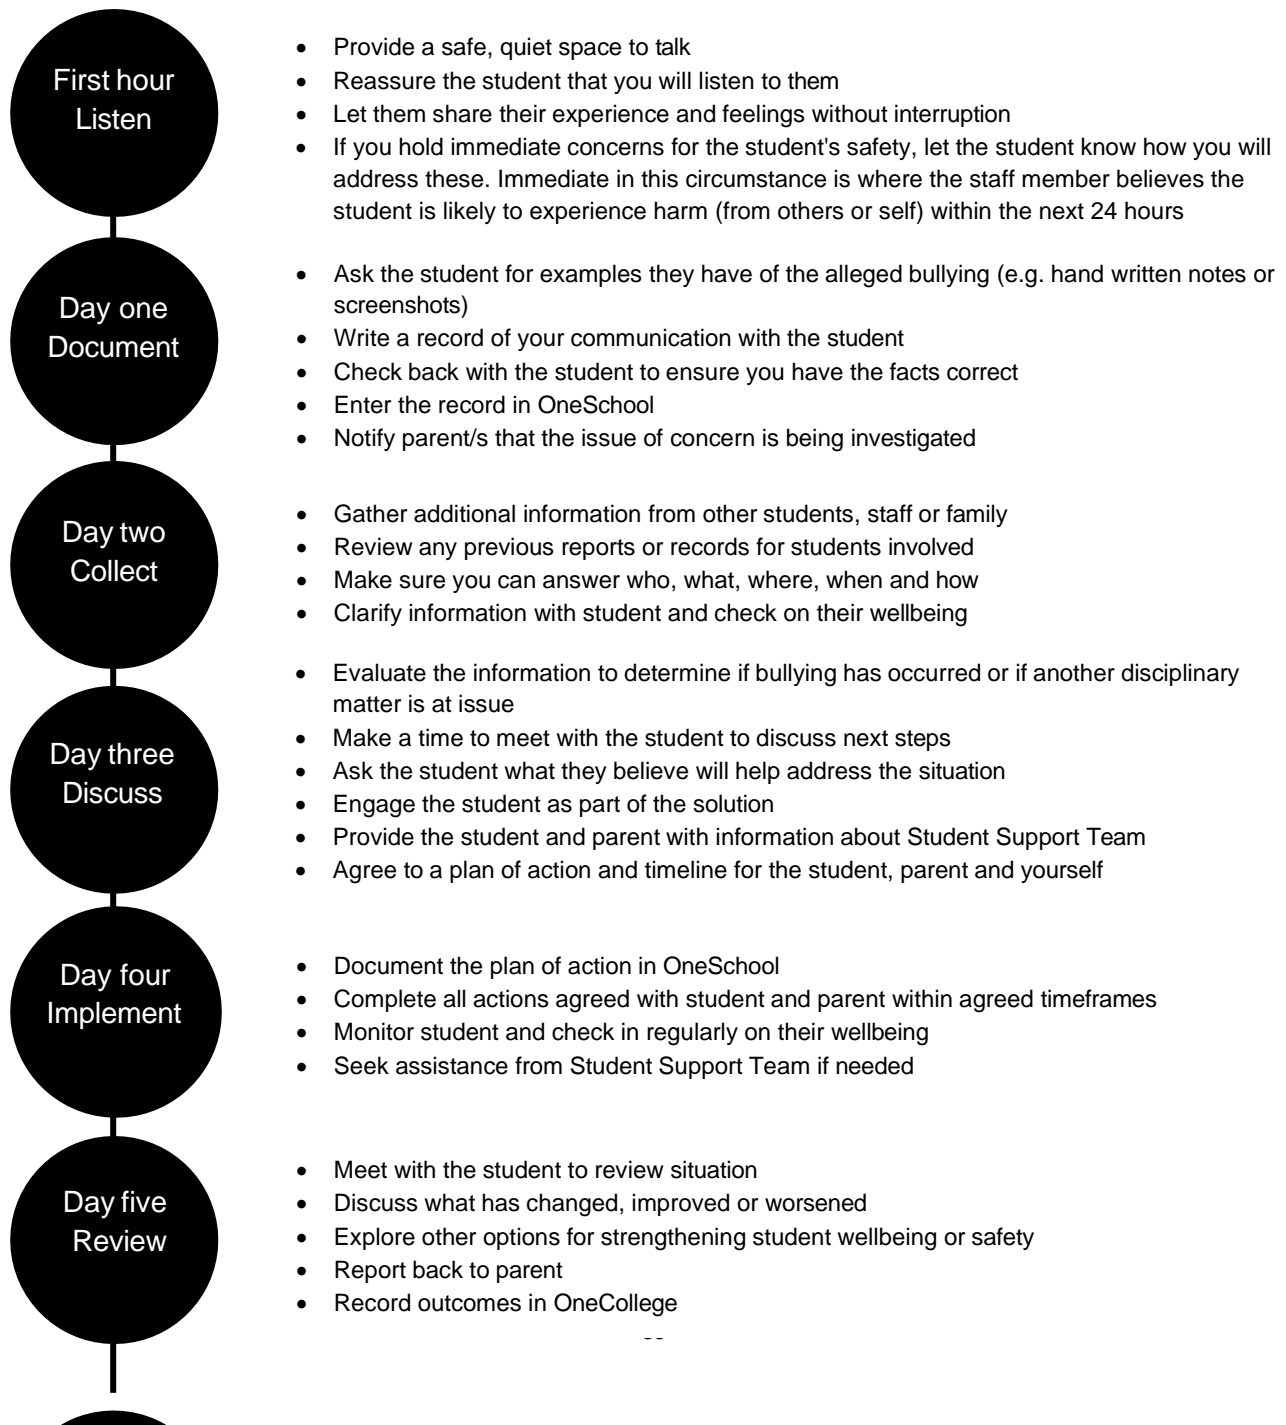 First hour
Listen
• Provide a safe, quiet space to talk
• Reassure the student that you will listen to them
• Let them share their experience and feelings without interruption
• If you hold immediate concerns for the student's safety, let the student know how you will
address these. Immediate in this circumstance is where the staff member believes the
student is likely to experience harm (from others or self) within the next 24 hours
Day one
Document
• Ask the student for examples they have of the alleged bullying (e.g. hand written notes or
screenshots)
• Write a record of your communication with the student
• Check back with the student to ensure you have the facts correct
• Enter the record in OneSchool
• Notify parent/s that the issue of concern is being investigated
Day two
Collect
• Gather additional information from other students, staff or family
• Review any previous reports or records for students involved
• Make sure you can answer who, what, where, when and how
• Clarify information with student and check on their wellbeing
Day three
Discuss
• Evaluate the information to determine if bullying has occurred or if another disciplinary
matter is at issue
• Make a time to meet with the student to discuss next steps
• Ask the student what they believe will help address the situation
• Engage the student as part of the solution
• Provide the student and parent with information about Student Support Team
• Agree to a plan of action and timeline for the student, parent and yourself
Day four
Implement
• Document the plan of action in OneSchool
• Complete all actions agreed with student and parent within agreed timeframes
• Monitor student and check in regularly on their wellbeing
• Seek assistance from Student Support Team if needed
Day five
Review
• Meet with the student to review situation
• Discuss what has changed, improved or worsened
• Explore other options for strengthening student wellbeing or safety
• Report back to parent
• Record outcomes in OneCollege